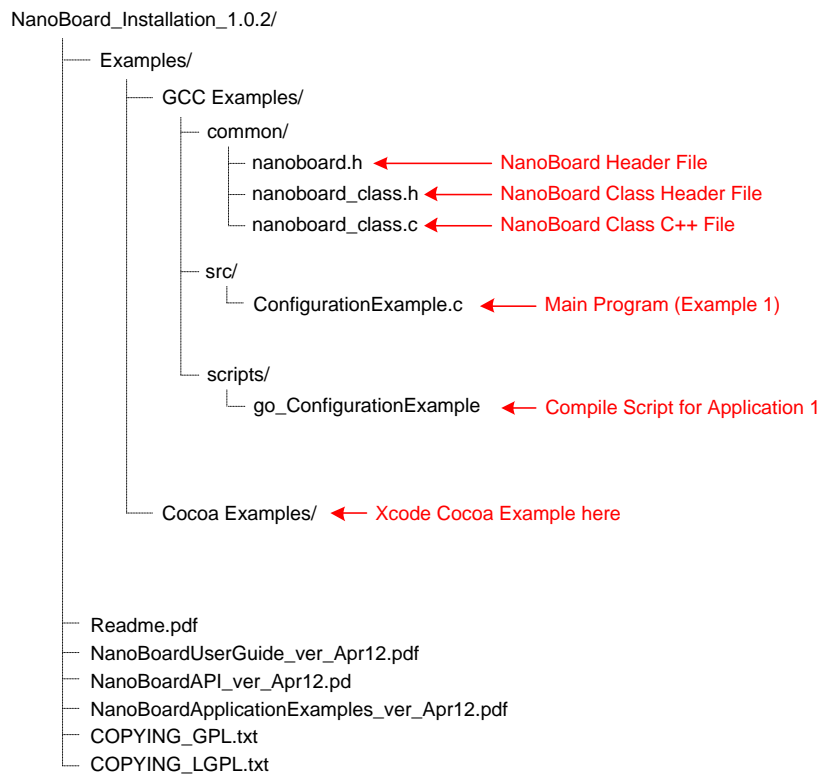 NanoBoard_Installation_1.0.2/
Examples/
GCC Examples/
common/
nanoboard.h NanoBoard Header File
nanoboard_class.h NanoBoard Class Header File
nanoboard_class.c NanoBoard Class C++ File
src/
ConfigurationExample.c Main Program (Example 1)
scripts/
go_ConfigurationExample Compile Script for Application 1
Cocoa Examples/ Xcode Cocoa Example here
Readme.pdf
NanoBoardUserGuide_ver_Apr12.pdf
NanoBoardAPI_ver_Apr12.pd
NanoBoardApplicationExamples_ver_Apr12.pdf
COPYING_GPL.txt
COPYING_LGPL.txt